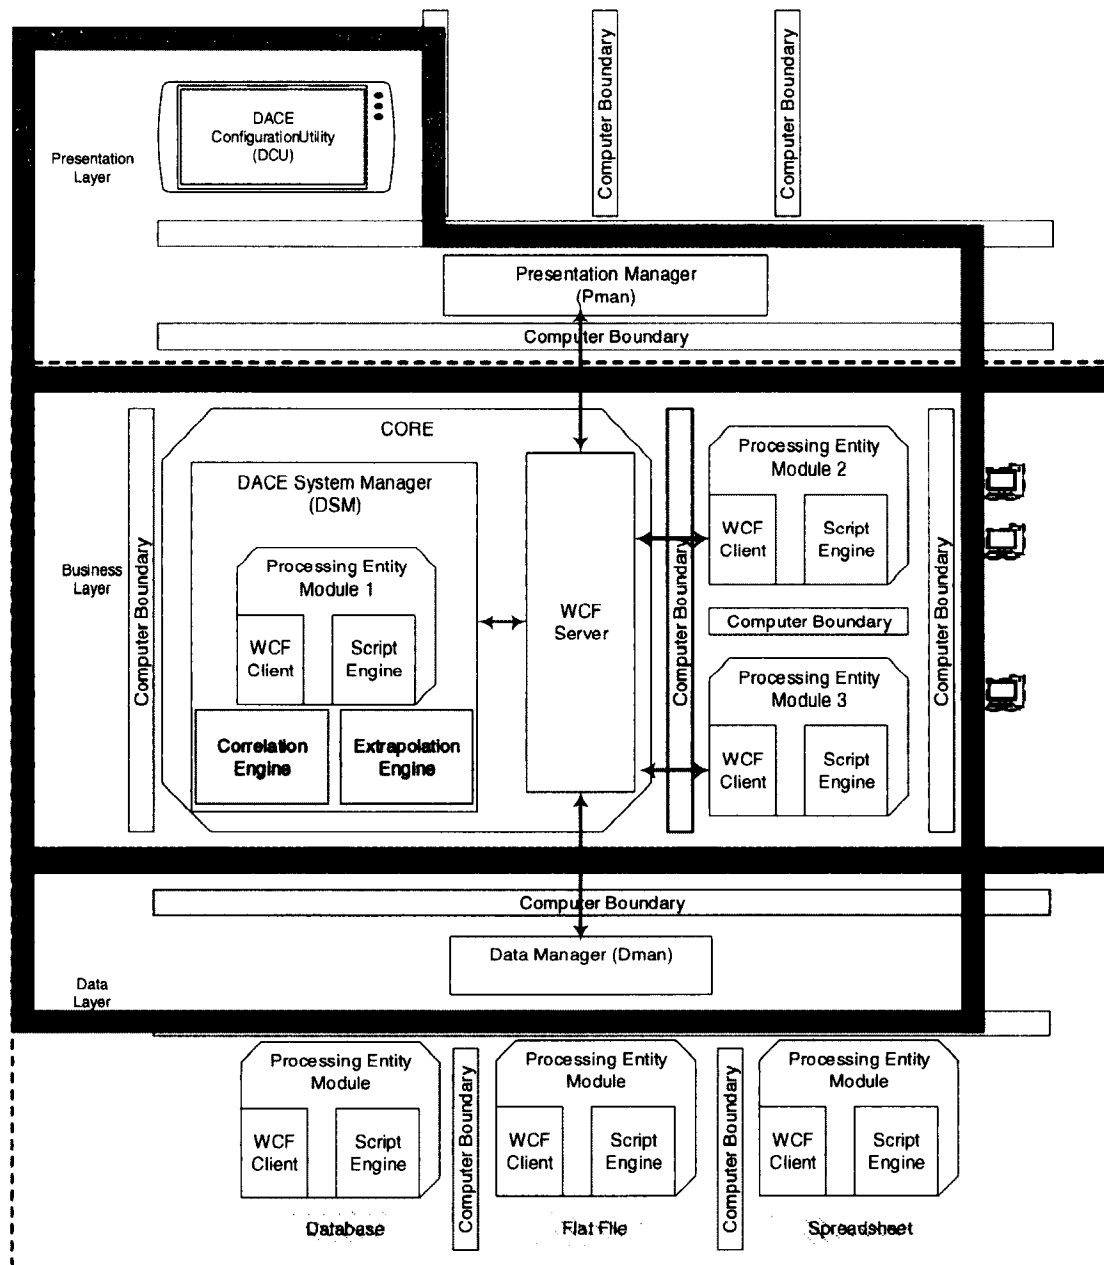 Computer Boundary
Computer Boundary
DACE
ConfigurationUtility
(DCU)
Presentation
Layer
Presentation Manager
(Pman)
Computer Boundary
CORE
DACE System Manager
(DSM)
Processing Entity
Module 1
WCF
Client
Script
Engine
Correlation
Engine
Extrapolation
Engine
WCF
Server
Business
Layer
Computer Boundary
Computer Boundary
Processing Entity
Module 2
WCF
Client
Script
Engine
Computer Boundary
Processing Entity
Module 3
WCF
Client
Script
Engine
Computer Boundary
Computer Boundary
Data Manager (Dman)
Data
Layer
Processing Entity
Module
WCF
Client
Script
Engine
Database
Computer Boundary
Processing Entity
Module
WCF
Client
Script
Engine
Flat File
Computer Boundary
Processing Entity
Module
WCF
Client
Script
Engine
Spreadsheet